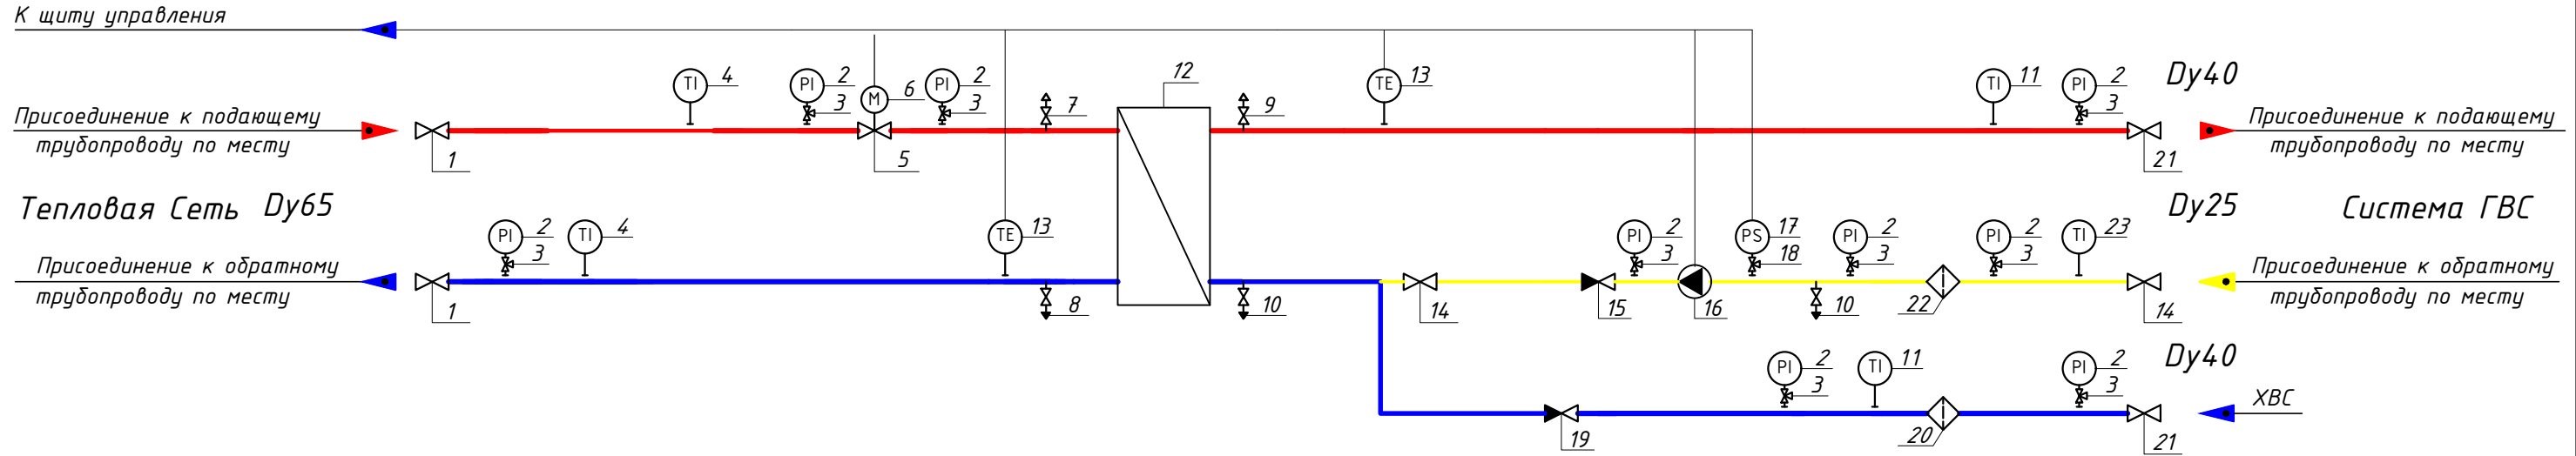 К щиту управления
TI 4 PI 2 3 M 6 PI 2 3 7 12 9 TE 13 TI 11 PI 2 3 Dy40
Присоединение к подающему
трубопроводу по месту
1 5 21
Присоединение к подающему
трубопроводу по месту
Тепловая Сеть Dy65
Dy25 Система ГВС
PI 2 3 TI 4 TE 13 PI 2 3 PS 17 18 PI 2 3 PI 2 3 TI 23
Присоединение к обратному
трубопроводу по месту
Присоединение к обратному
трубопроводу по месту
1 8 10 14 15 16 10 22 14
Dy40
PI 2 3 TI 11 PI 2 3
ХВС
19 20 21